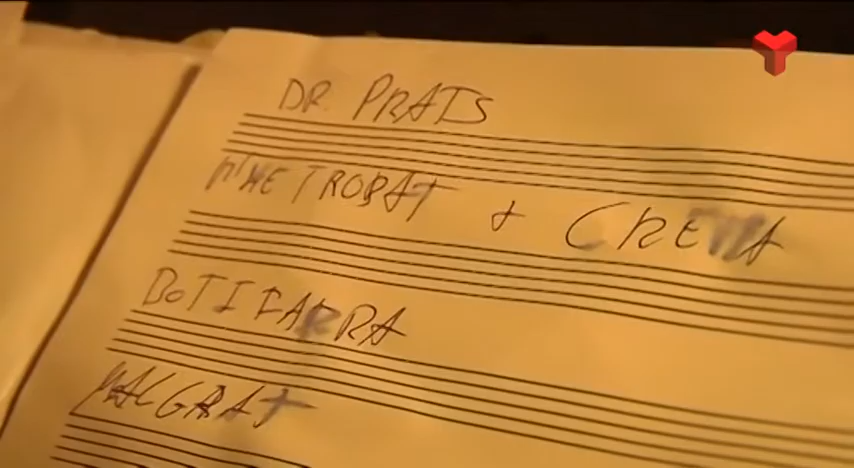 DR. PRATS
M'HE TROBAT + CREMA
BOTIFARRA
MALGRAT